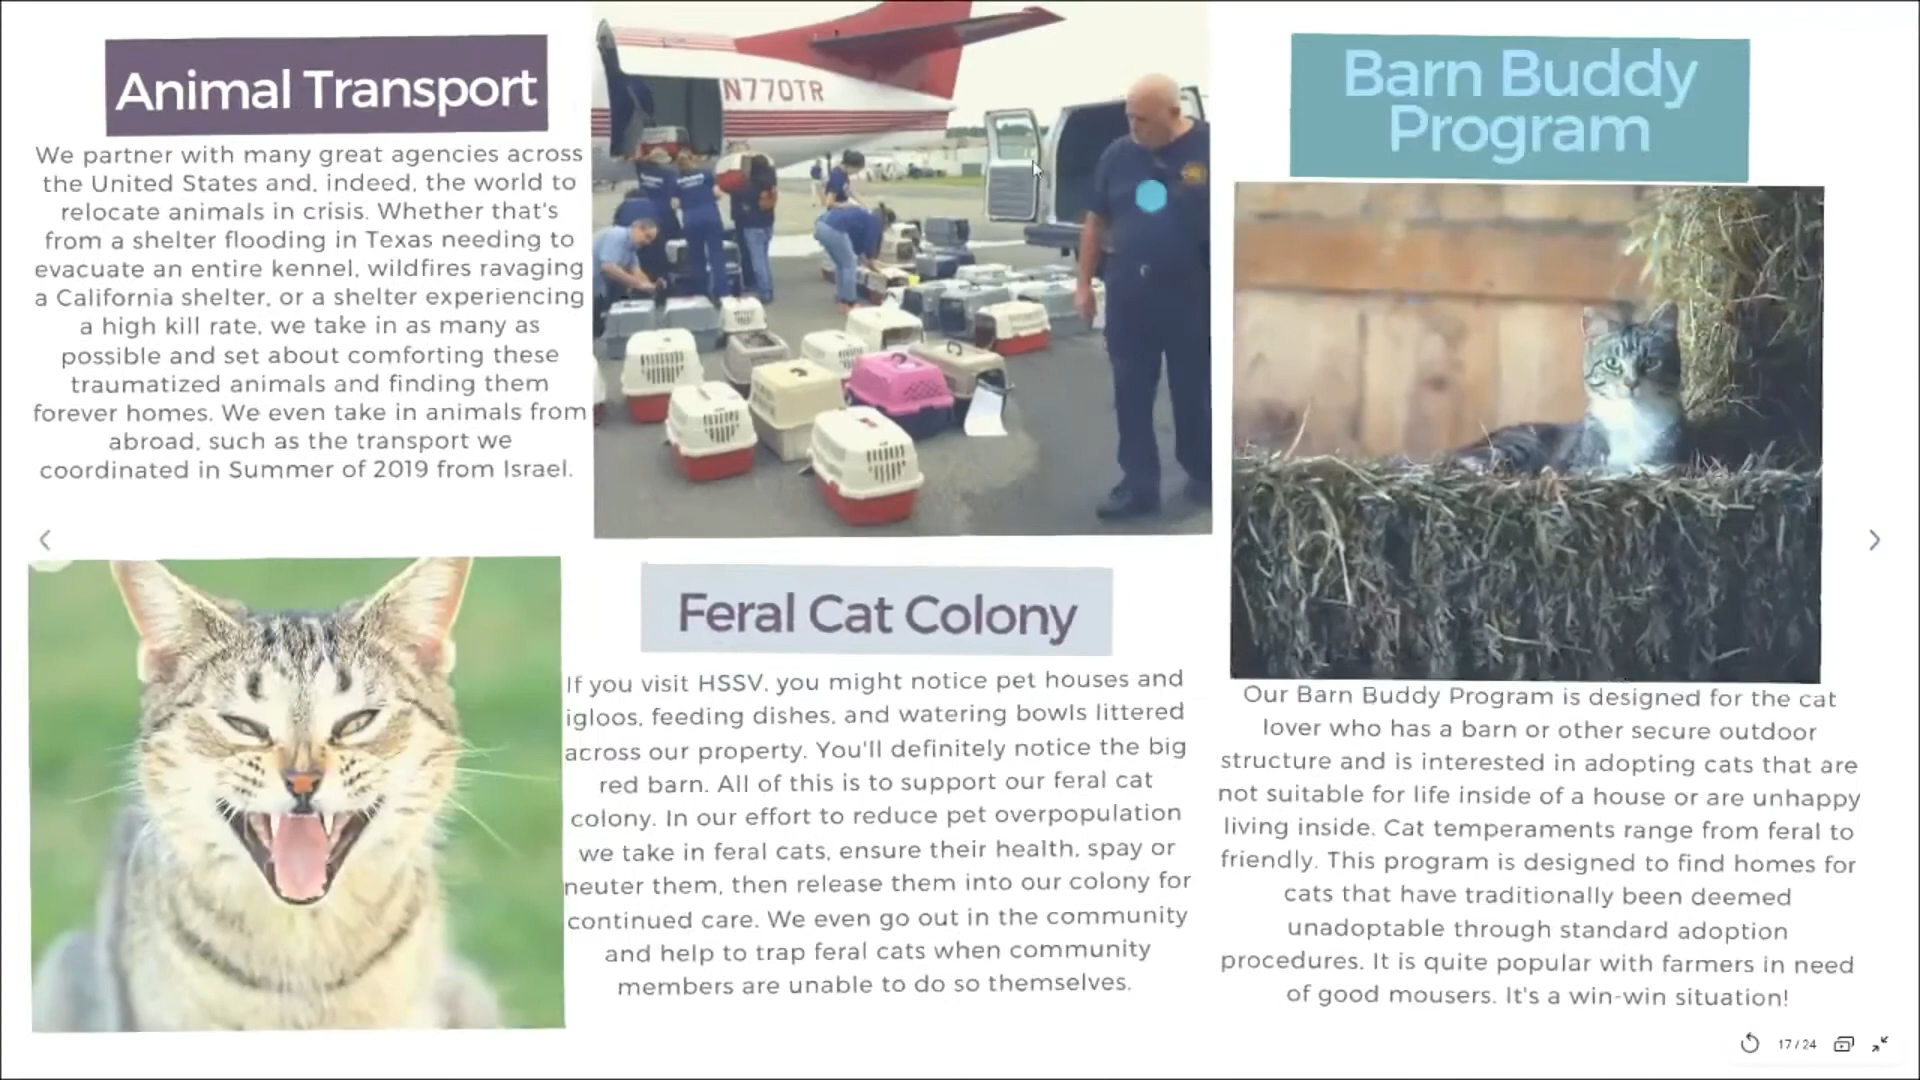 Animal Transport
We partner with many great agencies across
the United States and, indeed, the world to
relocate animals in crisis. Whether that's
from a shelter flooding in Texas needing to
evacuate an entire kennel, wildfires ravaging
a California shelter, or a shelter experiencing
a high kill rate, we take in as many as
possible and set about comforting these
traumatized animals and finding them
forever homes. We even take in animals from
abroad, such as the transport we
coordinated in Summer of 2019 from Israel.
N770TR
Feral Cat Colony
If you visit HSSV, you might notice pet houses and
igloos, feeding dishes, and watering bowls littered
across our property. You'll definitely notice the big
red barn. All of this is to support our feral cat
colony. In our effort to reduce pet overpopulation
we take in feral cats, ensure their health, spay or
neuter them, then release them into our colony for
continued care. We even go out in the community
and help to trap feral cats when community
members are unable to do so themselves.
Barn Buddy
Program
Our Barn Buddy Program is designed for the cat
lover who has a barn or other secure outdoor
structure and is interested in adopting cats that are
not suitable for life inside of a house or are unhappy
living inside. Cat temperaments range from feral to
friendly. This program is designed to find homes for
cats that have traditionally been deemed
unadoptable through standard adoption
procedures. It is quite popular with farmers in need
of good mousers. It's a win-win situation!
17/24